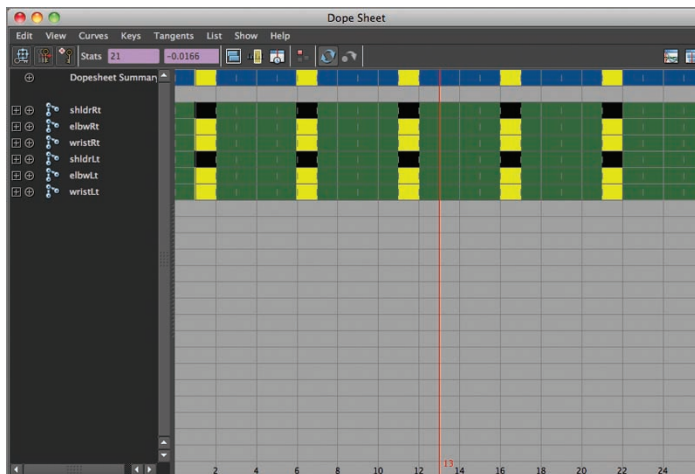 Dope Sheet
Edit View Curves Keys Tangents List Show Help
Stats 21 -0.0166
Dopesheet Summary
shldrRt
elbwRt
wristRt
shldrLt
elbwLt
wristLt
2 4 6 8 10 12 13 14 16 18 20 22 24